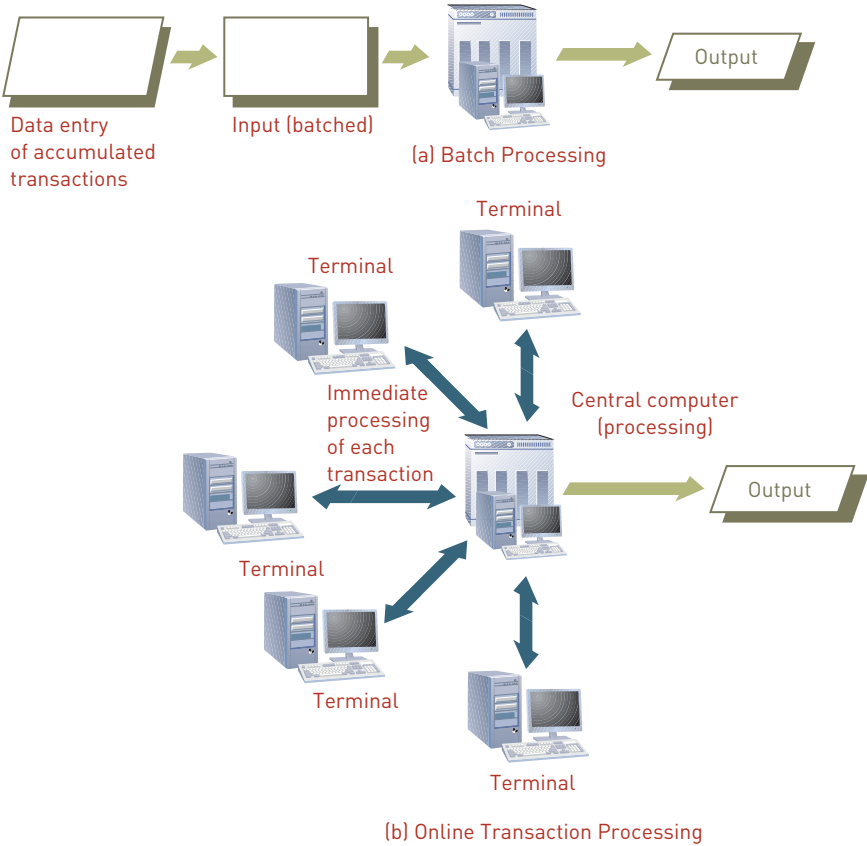 Output
Data entry
of accumulated
transactions
Input (batched)
(a) Batch Processing
Terminal
Terminal
Immediate
processing
of each
transaction
Central computer
(processing)
Output
Terminal
Terminal
Terminal
(b) Online Transaction Processing